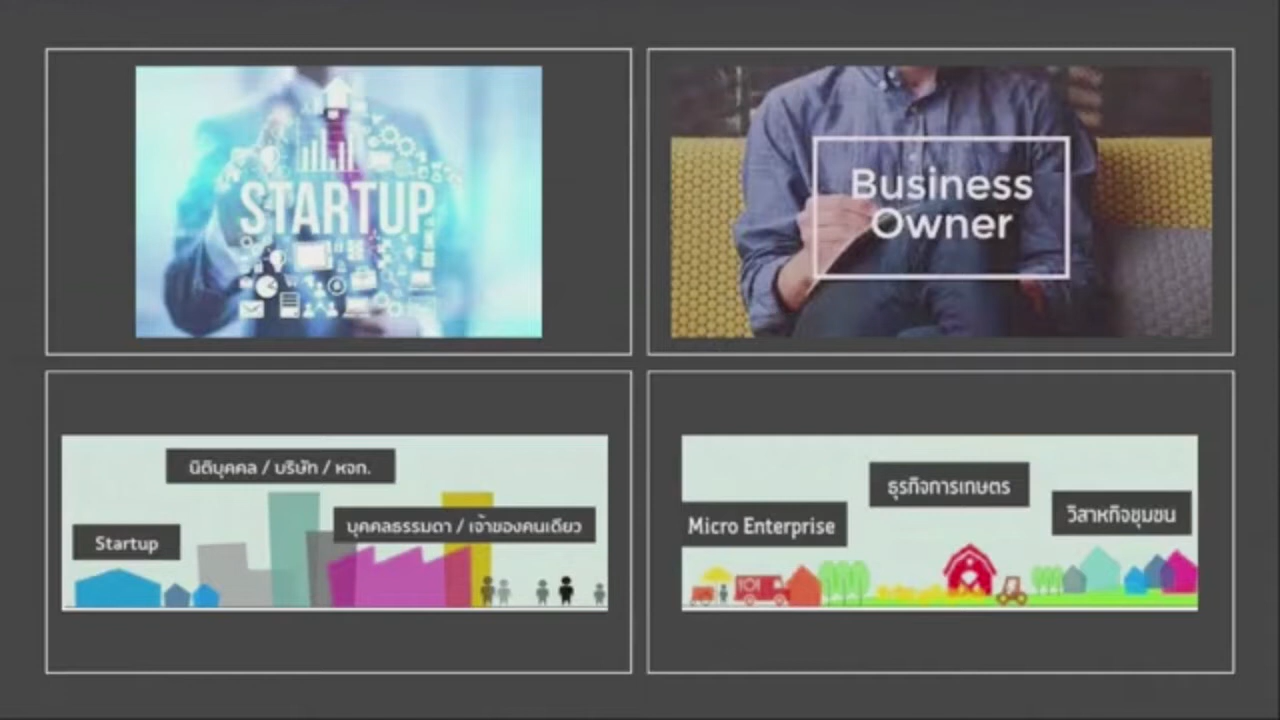 STARTUP
Business
Owner
นิติบุคคล / บริษัท / หจก.
บุคคลธรรมดา / เจ้าของคนเดียว
Startup
ธุรกิจการเกษตร
วิสาหกิจชุมชน
Micro Enterprise